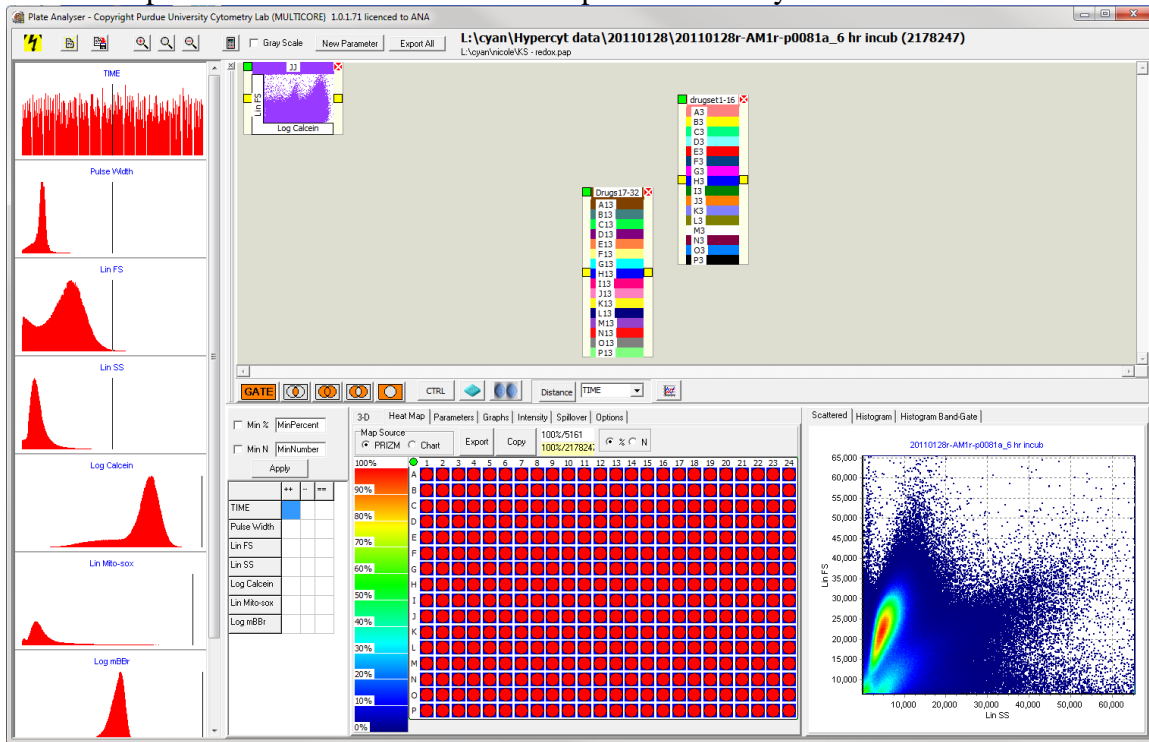 Plate Analyser - Copyright Purdue University Cytometry Lab (MULTICORE) 1.0.1.71 licenced to ANA
Gray Scale New Parameter Export All L:\cyan\Hypercyt data\20110128\20110128r-AM1r-p0081a_6 hr incub (2178247)
L:\cyan\nicole\KS - redox.pap
TIME
Pulse Width
Lin FS
Lin SS
Log Calcein
Lin Mito-sox
Log mBBr
JJ
Lin FS
Log Calcein
Drugs17-32
A13
B13
C13
D13
E13
F13
G13
H13
I13
J13
K13
L13
M13
N13
O13
P13
drugset1-16
A3
B3
C3
D3
E3
F3
G3
H3
I3
J3
K3
L3
M3
N3
O3
P3
GATE CTRL Distance TIME
Min % MinPercent
Min N MinNumber
Apply
++ -- ==
TIME
Pulse Width
Lin FS
Lin SS
Log Calcein
Lin Mito-sox
Log mBBr
3-D Heat Map Parameters Graphs Intensity Spillover Options
Map Source
PRIZM Chart Export Copy 100%/5161 % N
100%/217824
100% 1 2 3 4 5 6 7 8 9 10 11 12 13 14 15 16 17 18 19 20 21 22 23 24
90%
80%
70%
60%
50%
40%
30%
20%
10%
0%
A
B
C
D
E
F
G
H
I
J
K
L
M
N
O
P
Scattered Histogram Histogram Band-Gate
20110128r-AM1r-p0081a_6 hr incub
65,000
60,000
55,000
50,000
45,000
40,000
35,000
30,000
25,000
20,000
15,000
10,000
Lin FS
10,000 20,000 30,000 40,000 50,000 60,000
Lin SS